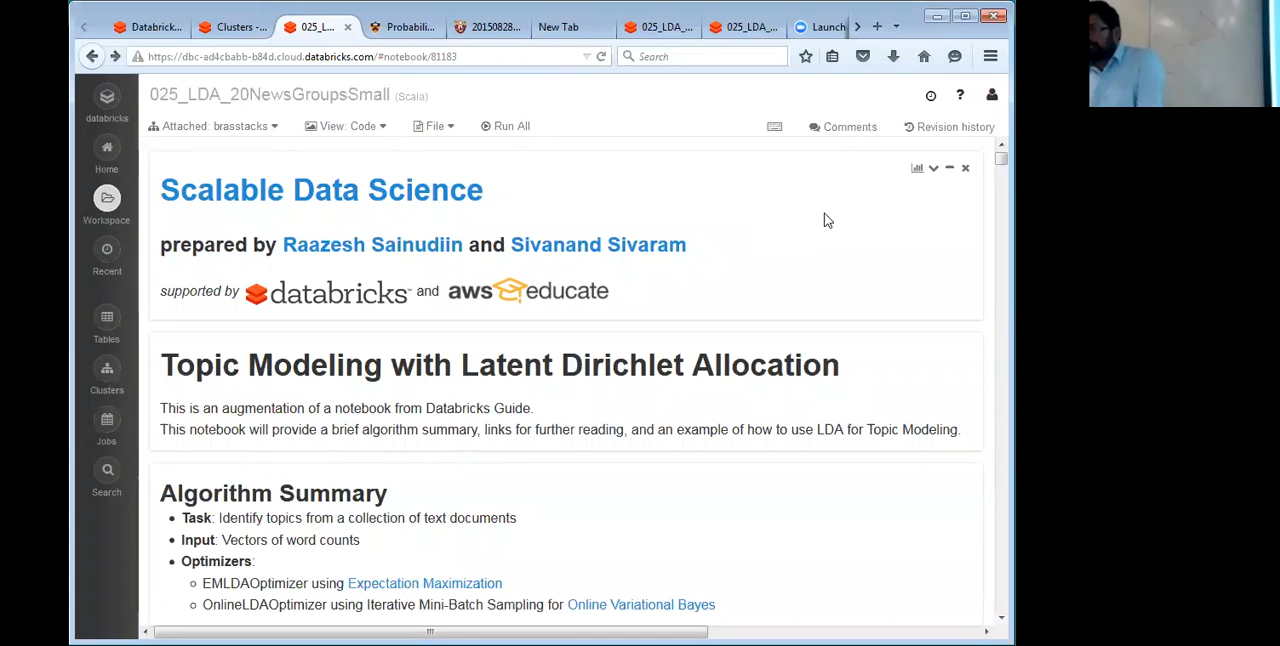 Databrick...
Clusters -...
025_L...
Probabili...
20150828...
New Tab
025_LDA_...
025_LDA_...
Launch
https://dbc-ad4cbabb-b84d.cloud.databricks.com/#notebook/81183
Search
databricks
Home
Workspace
Recent
Tables
Clusters
Jobs
Search
025_LDA_20NewsGroupsSmall (Scala)
Attached: brasstacks
View: Code
File
Run All
Comments
Revision history
Scalable Data Science
prepared by Raazesh Sainudiin and Sivanand Sivaram
supported by databricks and aws educate
Topic Modeling with Latent Dirichlet Allocation
This is an augmentation of a notebook from Databricks Guide.
This notebook will provide a brief algorithm summary, links for further reading, and an example of how to use LDA for Topic Modeling.
Algorithm Summary
• Task: Identify topics from a collection of text documents
• Input: Vectors of word counts
• Optimizers:
○ EMLDAOptimizer using Expectation Maximization
○ OnlineLDAOptimizer using Iterative Mini-Batch Sampling for Online Variational Bayes